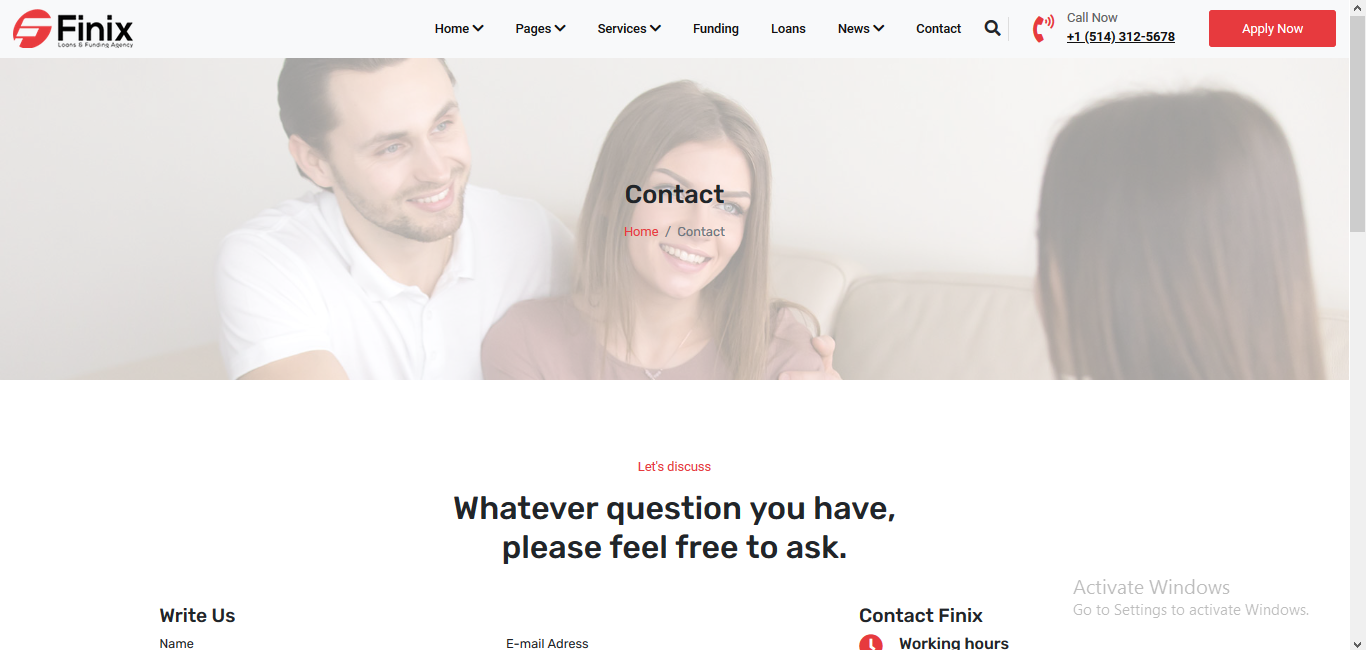 Finix
Loans & Funding Agency
Home Pages Services Funding Loans News Contact
Call Now
+1 (514) 312-5678
Apply Now
Contact
Home / Contact
Let's discuss
Whatever question you have,
please feel free to ask.
Write Us
Contact Finix
Name
E-mail Adress
Working hours
Activate Windows
Go to Settings to activate Windows.